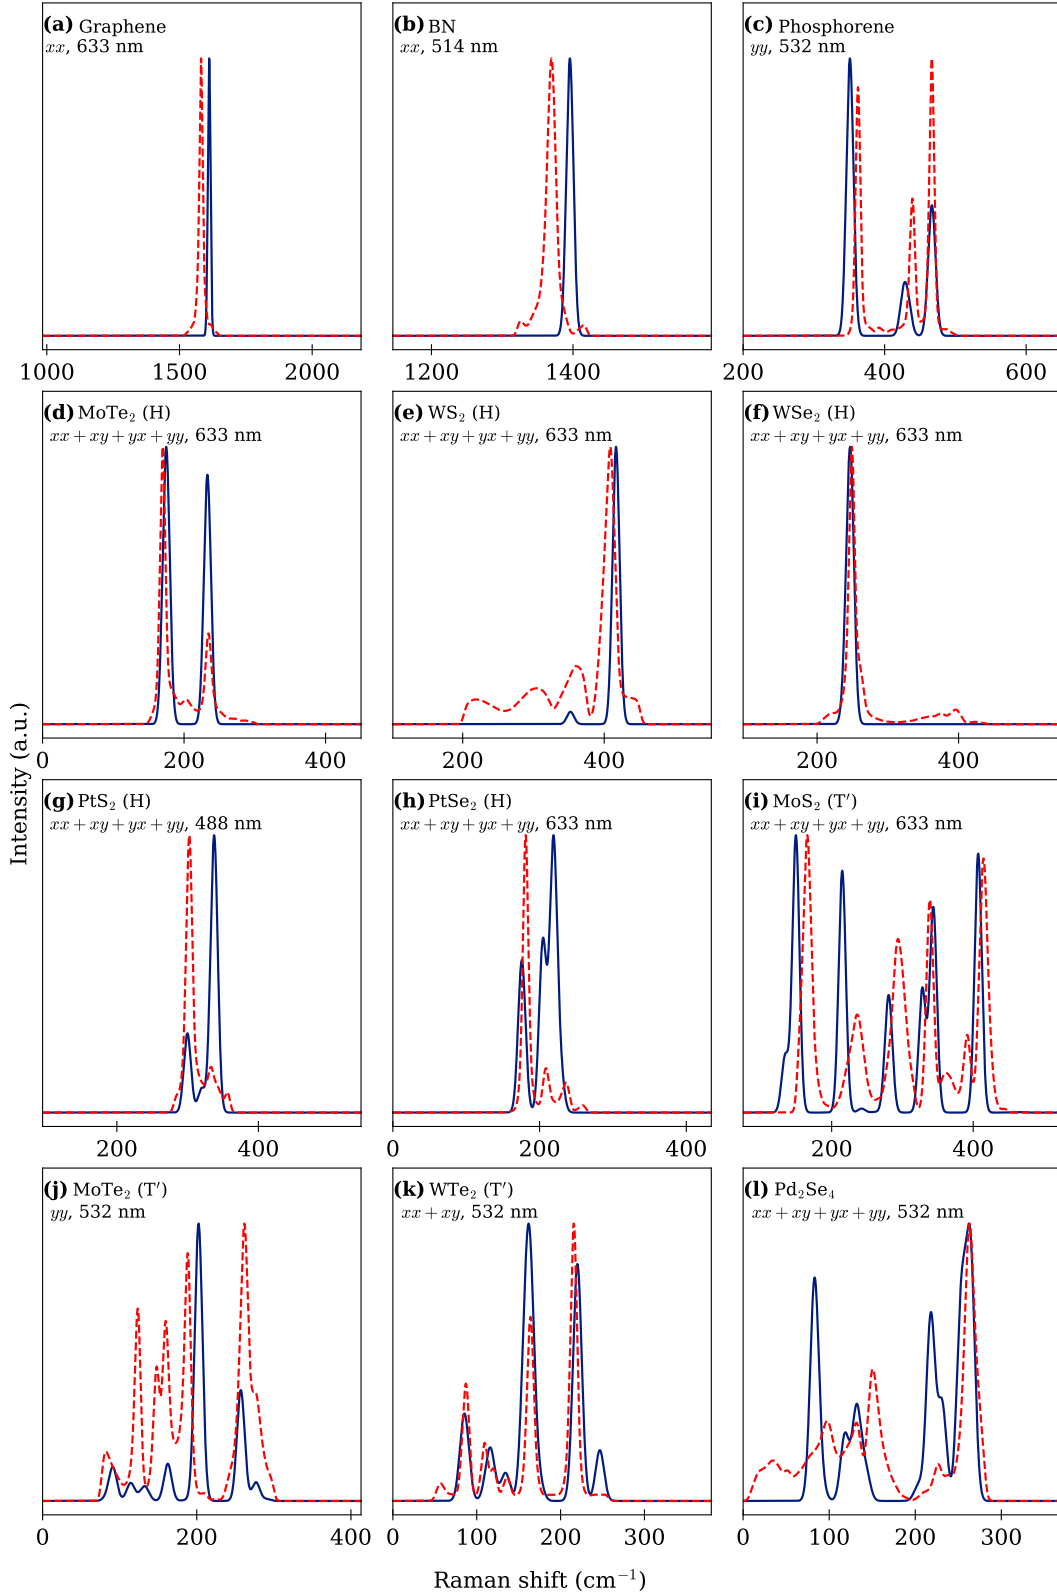 (a) Graphene
xx, 633 nm
(b) BN
xx, 514 nm
(c) Phosphorene
yy, 532 nm
1000 1500 2000
1200 1400
200 400 600
(d) MoTe₂ (H)
xx + xy + yx + yy, 633 nm
(e) WS₂ (H)
xx + xy + yx + yy, 633 nm
(f) WSe₂ (H)
xx + xy + yx + yy, 633 nm
0 200 400
200 400
200 400
Intensity (a.u.)
(g) PtS₂ (H)
xx + xy + yx + yy, 488 nm
(h) PtSe₂ (H)
xx + xy + yx + yy, 633 nm
(i) MoS₂ (T′)
xx + xy + yx + yy, 633 nm
200 400
0 200 400
200 400
(j) MoTe₂ (T′)
yy, 532 nm
(k) WTe₂ (T′)
xx + xy, 532 nm
(l) Pd₂Se₄
xx + xy + yx + yy, 532 nm
0 200 400
0 100 200 300
0 100 200 300
Raman shift (cm⁻¹)